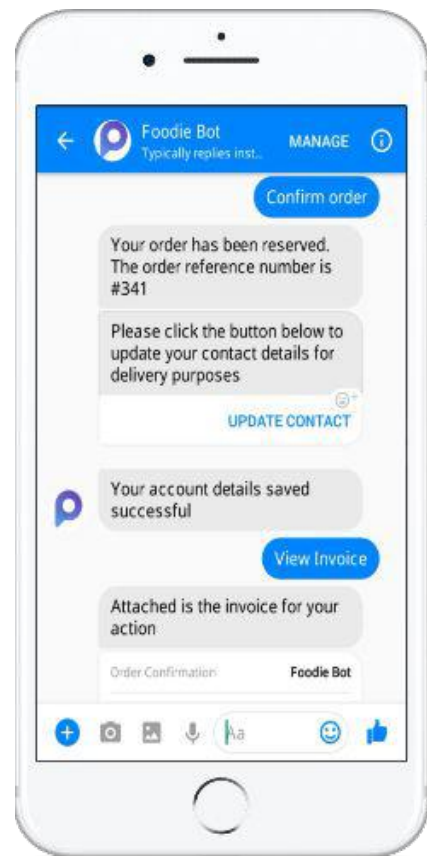 Foodie Bot
Typically replies inst..
MANAGE
Confirm order
Your order has been reserved.
The order reference number is
#341
Please click the button below to
update your contact details for
delivery purposes
UPDATE CONTACT
Your account details saved
successful
View Invoice
Attached is the invoice for your
action
Order Confirmation
Foodie Bot
Aa